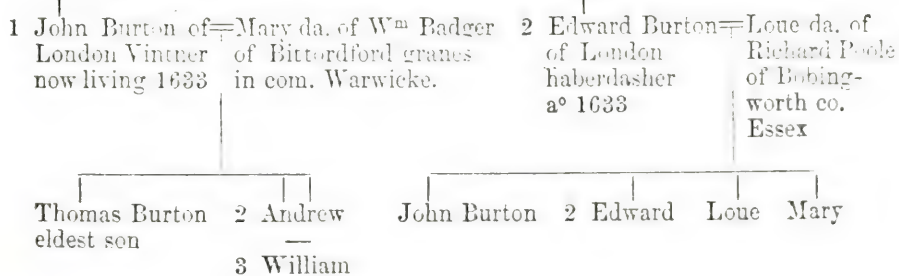 1 John Burton of=Mary da. of Wᵐ Badger
London Vintner of Bittordford granes
now living 1633 in com. Warwicke.
2 Edward Burton=Loue da. of
of London Richard Poole
haberdasher of Bobing-
aᵒ 1633 worth co.
Essex
Thomas Burton
eldest son
2 Andrew
—
3 William
John Burton 2 Edward Loue Mary